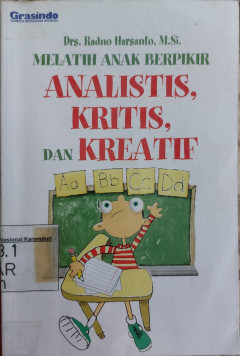 Grasindo
Drs. Radno Harsanto, M.Si.
MELATIH ANAK BERPIKIR
ANALISTIS,
KRITIS,
DAN KREATIF
Aa Bb Cc Dd